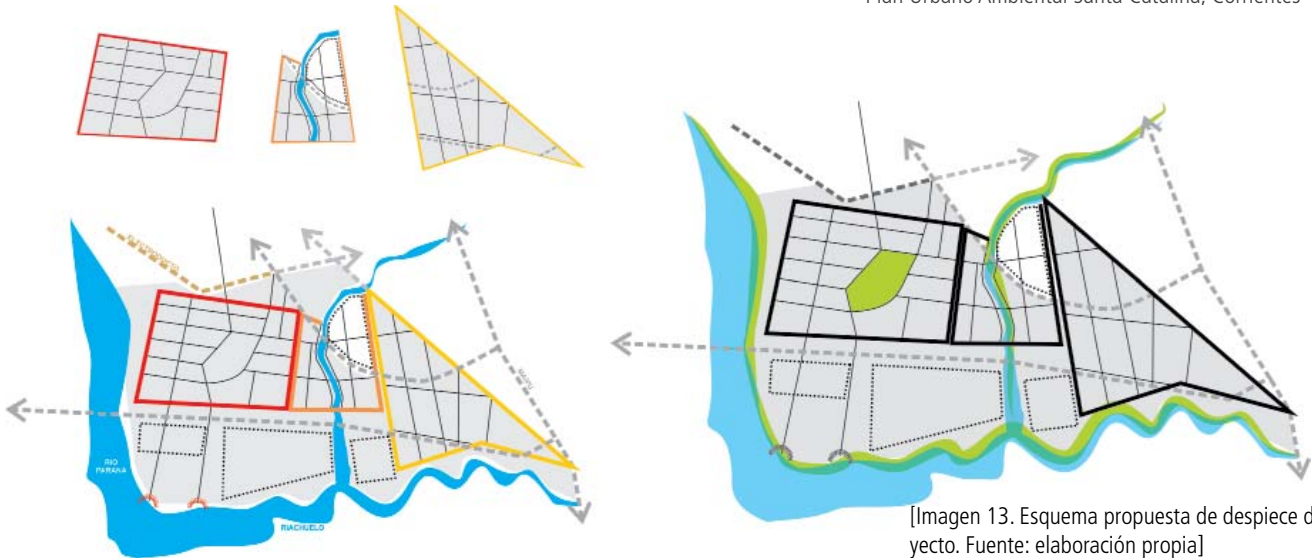 Plan Urbano Ambiental Santa Catalina, Corrientes
RIO
PARANA
RIACHUELO
[Imagen 13. Esquema propuesta de despiece d
yecto. Fuente: elaboración propia]